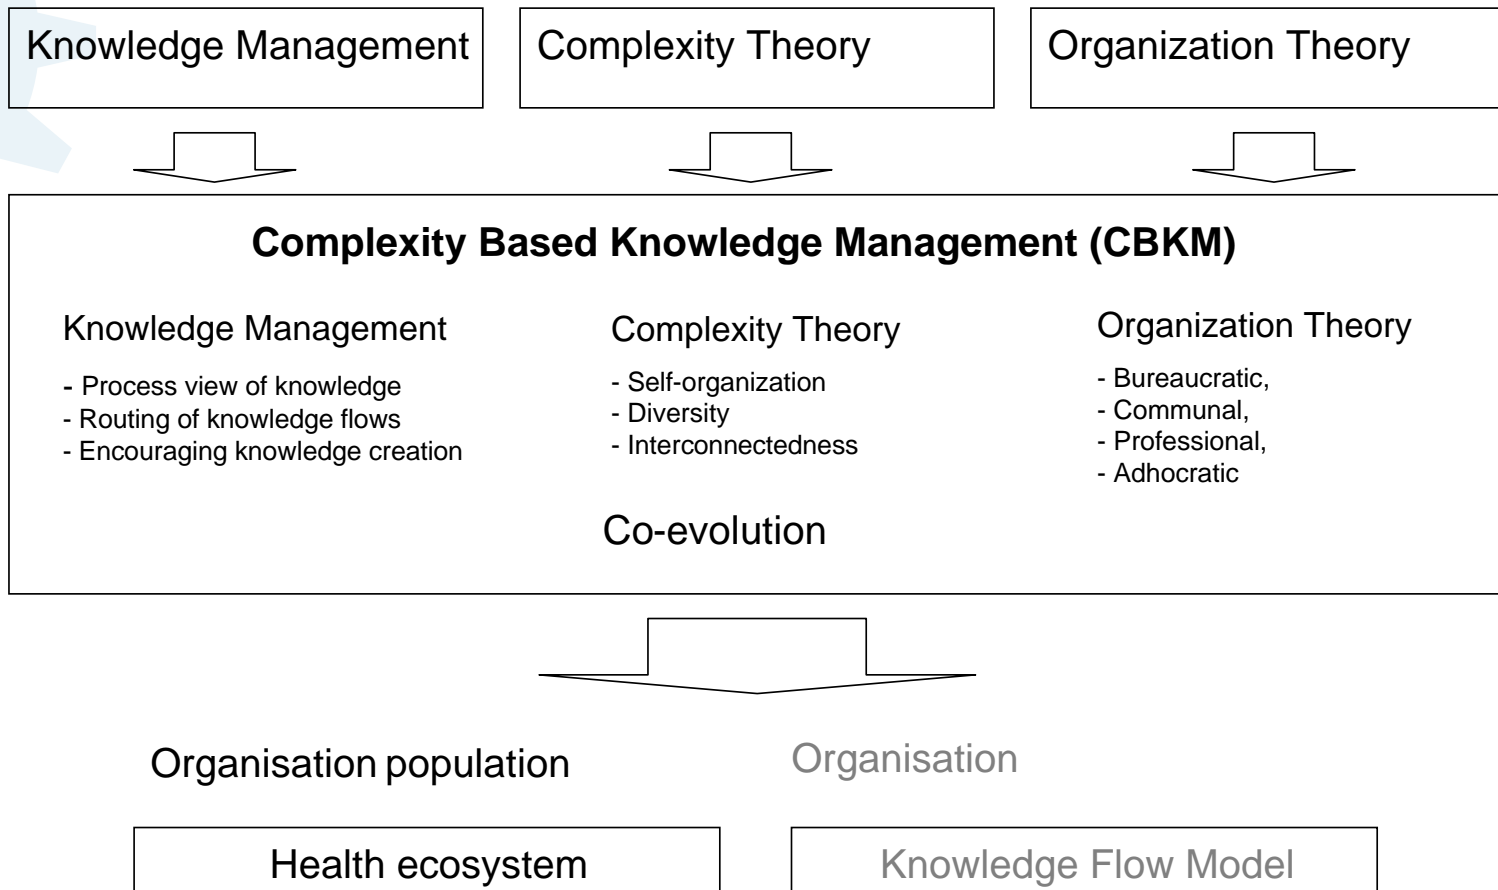 Knowledge Management
Complexity Theory
Organization Theory
Complexity Based Knowledge Management (CBKM)
Knowledge Management
- Process view of knowledge
- Routing of knowledge flows
- Encouraging knowledge creation
Complexity Theory
- Self-organization
- Diversity
- Interconnectedness
Organization Theory
- Bureaucratic,
- Communal,
- Professional,
- Adhocratic
Co-evolution
Organisation population
Organisation
Health ecosystem
Knowledge Flow Model